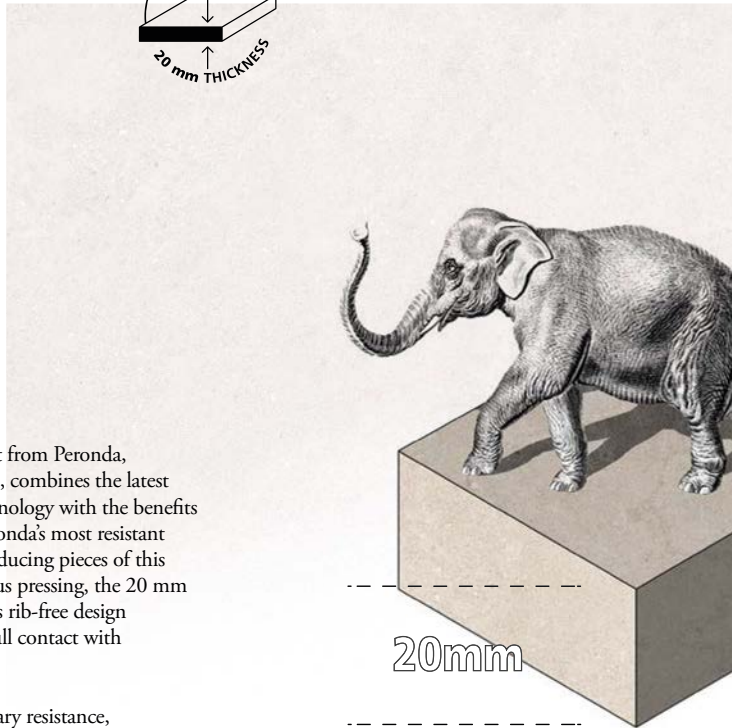 20 mm THICKNESS
from Peronda,
, combines the latest
nology with the benefits
onda's most resistant
ducing pieces of this
us pressing, the 20 mm
s rib-free design
all contact with
20mm
ary resistance,